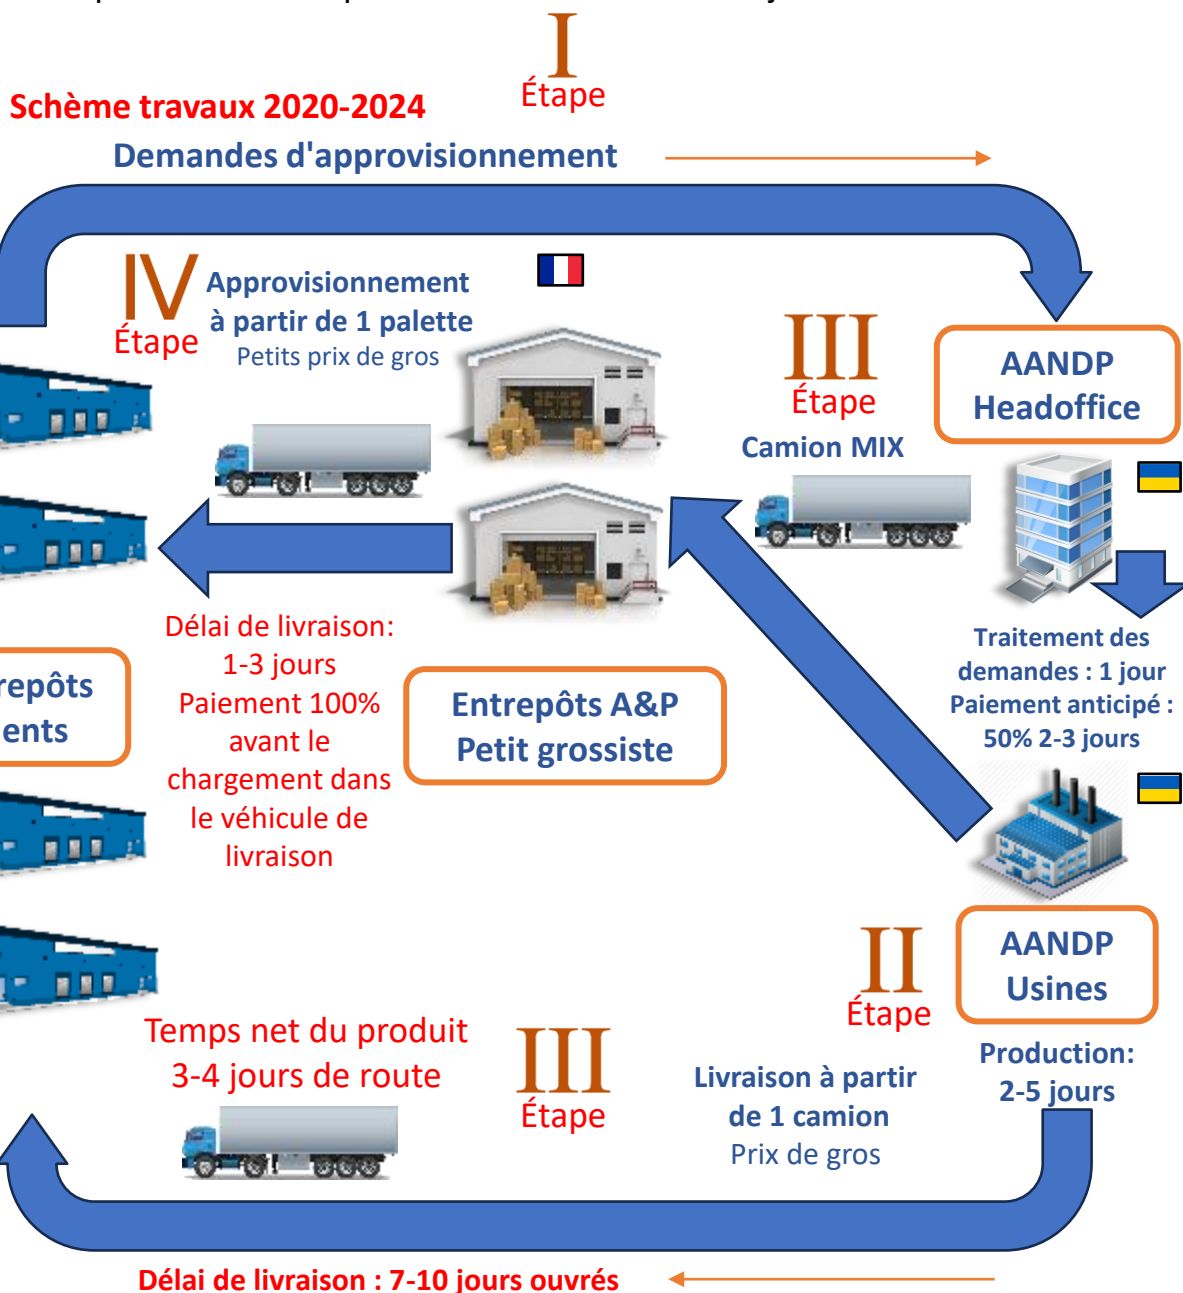 I
Étape
Schème travaux 2020-2024
Demandes d'approvisionnement
IV
Étape
Approvisionnement
à partir de 1 palette
Petits prix de gros
III
Étape
Camion MIX
AANDP
Headoffice
Traitement des
demandes : 1 jour
Paiement anticipé :
50% 2-3 jours
Délai de livraison:
1-3 jours
Paiement 100%
avant le
chargement dans
le véhicule de
livraison
Entrepôts A&P
Petit grossiste
repôts
ents
AANDP
Usines
II
Étape
Production:
2-5 jours
Temps net du produit
3-4 jours de route
III
Étape
Livraison à partir
de 1 camion
Prix de gros
Délai de livraison : 7-10 jours ouvrés